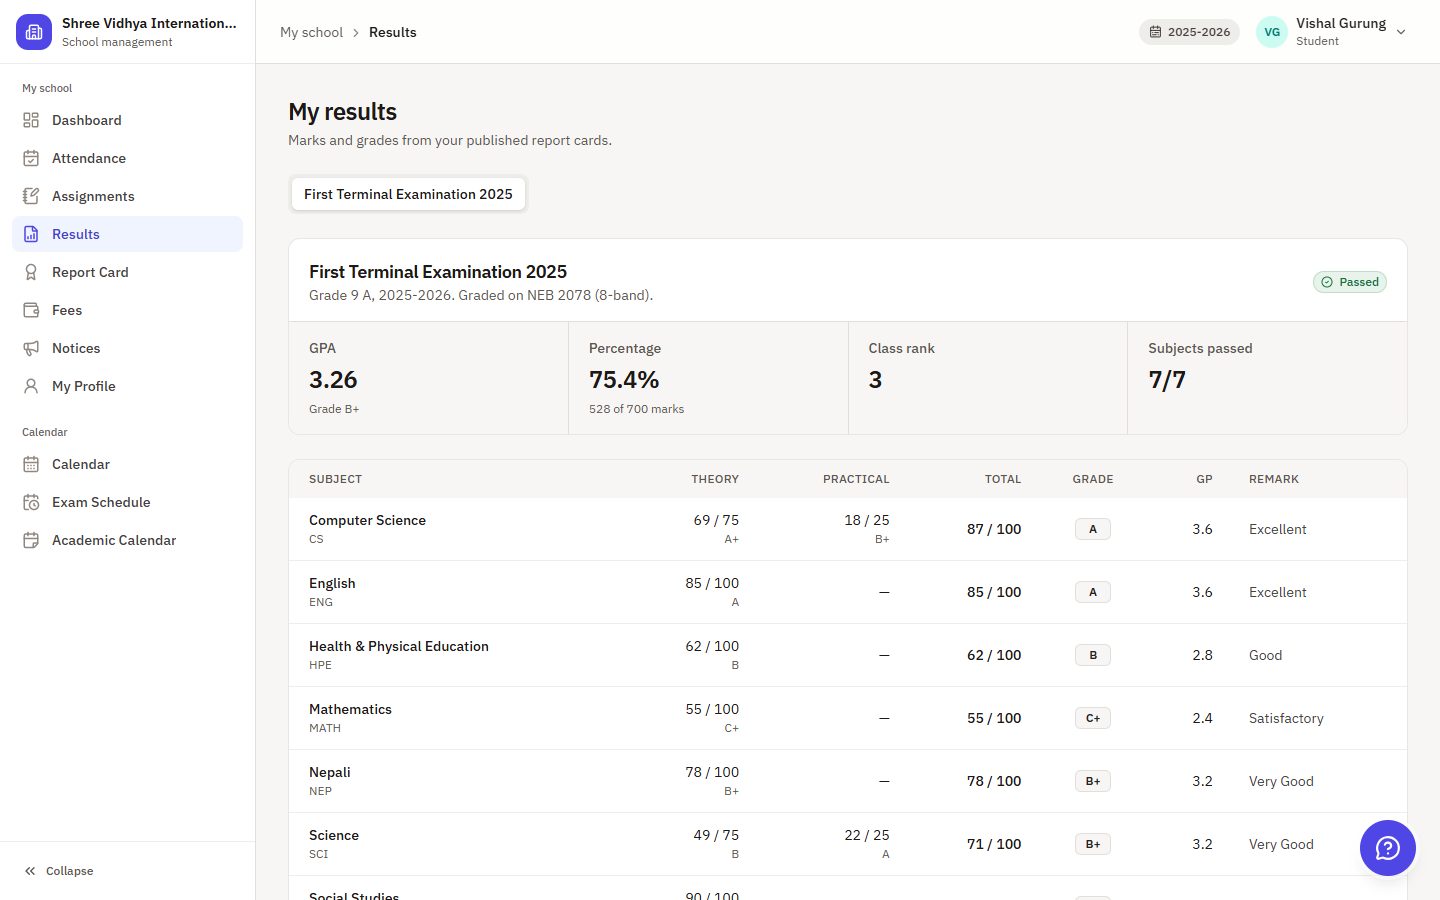 Shree Vidhya Internation...
School management
My school
Dashboard
Attendance
Assignments
Results
Report Card
Fees
Notices
My Profile
Calendar
Calendar
Exam Schedule
Academic Calendar
Collapse
My school > Results
2025-2026
VG
Vishal Gurung
Student
My results
Marks and grades from your published report cards.
First Terminal Examination 2025
First Terminal Examination 2025
Grade 9 A, 2025-2026. Graded on NEB 2078 (8-band).
Passed
GPA
3.26
Grade B+
Percentage
75.4%
528 of 700 marks
Class rank
3
Subjects passed
7/7
SUBJECT THEORY PRACTICAL TOTAL GRADE GP REMARK
Computer Science 69 / 75 18 / 25 87 / 100 A 3.6 Excellent
CS A+ B+
English 85 / 100 — 85 / 100 A 3.6 Excellent
ENG A
Health & Physical Education 62 / 100 — 62 / 100 B 2.8 Good
HPE B
Mathematics 55 / 100 — 55 / 100 C+ 2.4 Satisfactory
MATH C+
Nepali 78 / 100 — 78 / 100 B+ 3.2 Very Good
NEP B+
Science 49 / 75 22 / 25 71 / 100 B+ 3.2 Very Good
SCI B A
Social Studies 90 / 100